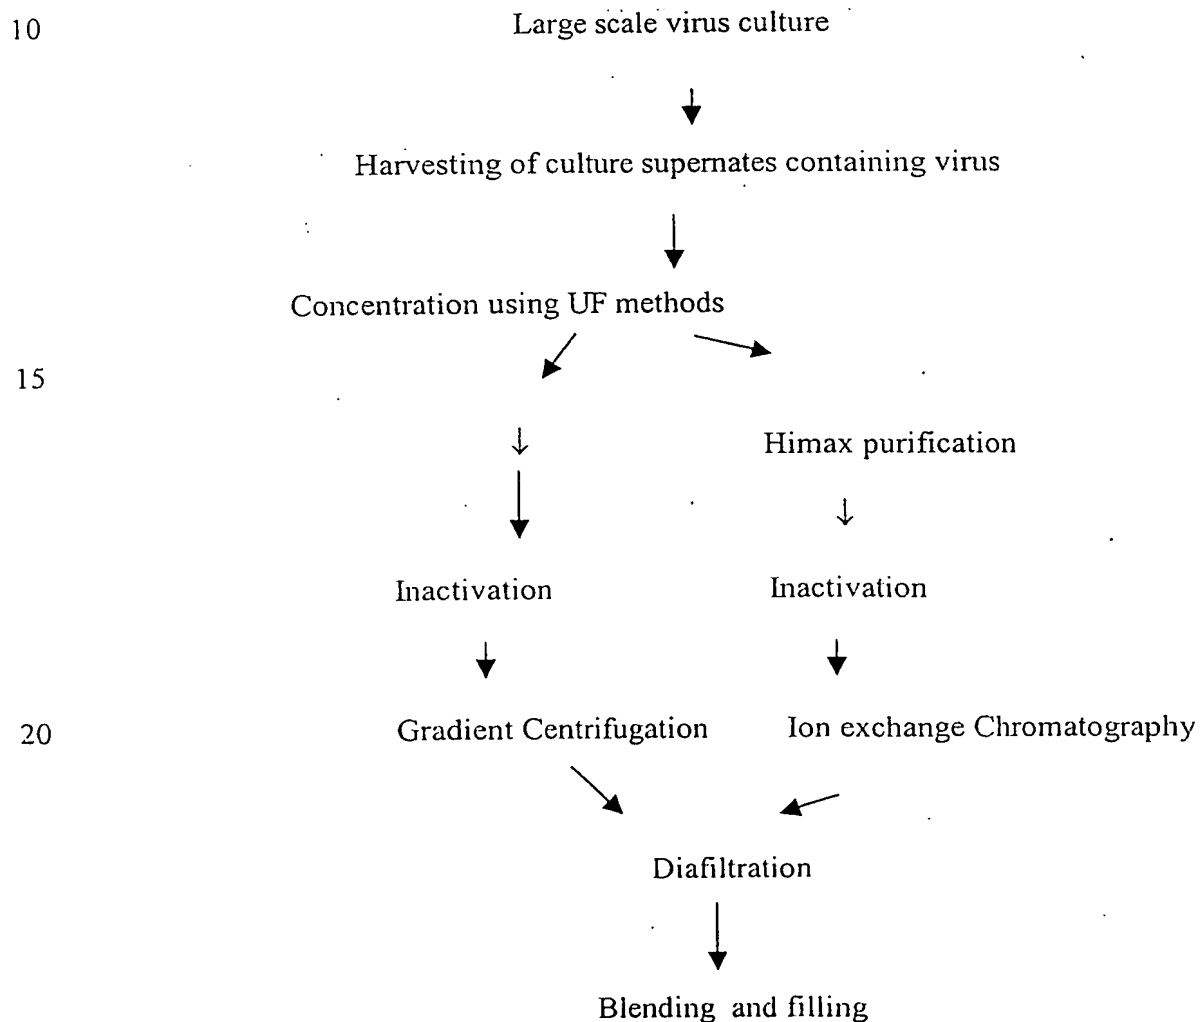 10 Large scale virus culture
Harvesting of culture supernates containing virus
Concentration using UF methods
15
Himax purification
Inactivation Inactivation
20 Gradient Centrifugation Ion exchange Chromatography
Diafiltration
Blending and filling